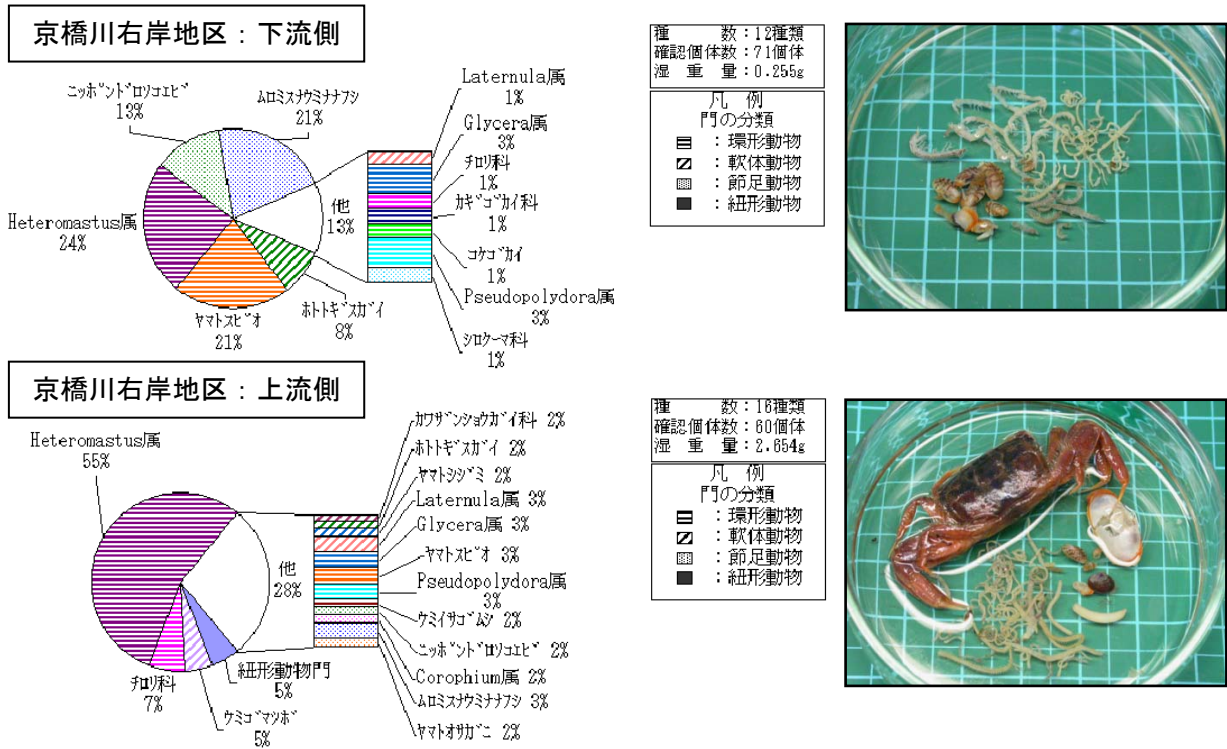 京橋川右岸地区：下流側
ニッポンドロソコエビ
13%
ムロミスナウミナナフシ
21%
Heteromastus属
24%
ヤマトスピオ
21%
ホトトギスガイ
8%
他
13%
Laternula属
1%
Glycera属
3%
チロリ科
1%
カギゴカイ科
1%
コケゴカイ
1%
Pseudopolydora属
3%
シロクーマ科
1%
種　　数：12種類
確認個体数：71個体
湿　重　量：0.255g
凡　例
門の分類
：環形動物
：軟体動物
：節足動物
：紐形動物
京橋川右岸地区：上流側
Heteromastus属
55%
チロリ科
7%
ウミゴマツボ
5%
紐形動物門
5%
他
28%
カワザンショウガイ科 2%
ホトトギスガイ 2%
ヤマトシジミ 2%
Laternula属 3%
Glycera属 3%
ヤマトスピオ 3%
Pseudopolydora属
3%
ウミイサゴムシ 2%
ニッポンドロソコエビ 2%
Corophium属 2%
ムロミスナウミナナフシ 3%
ヤマトオサガニ 2%
種　　数：16種類
確認個体数：60個体
湿　重　量：2.654g
凡　例
門の分類
：環形動物
：軟体動物
：節足動物
：紐形動物